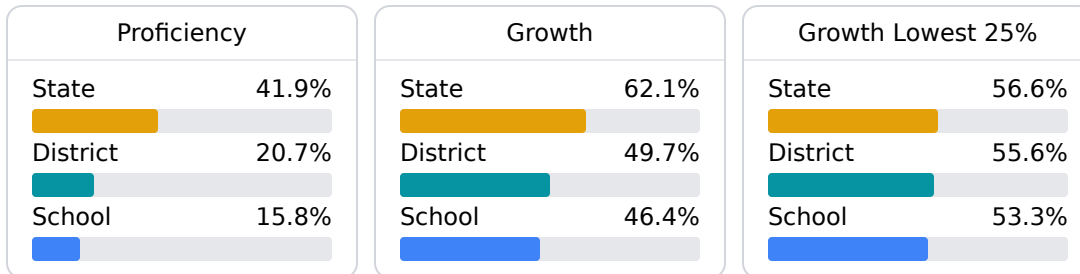 Proficiency
State 41.9%
District 20.7%
School 15.8%
Growth
State 62.1%
District 49.7%
School 46.4%
Growth Lowest 25%
State 56.6%
District 55.6%
School 53.3%